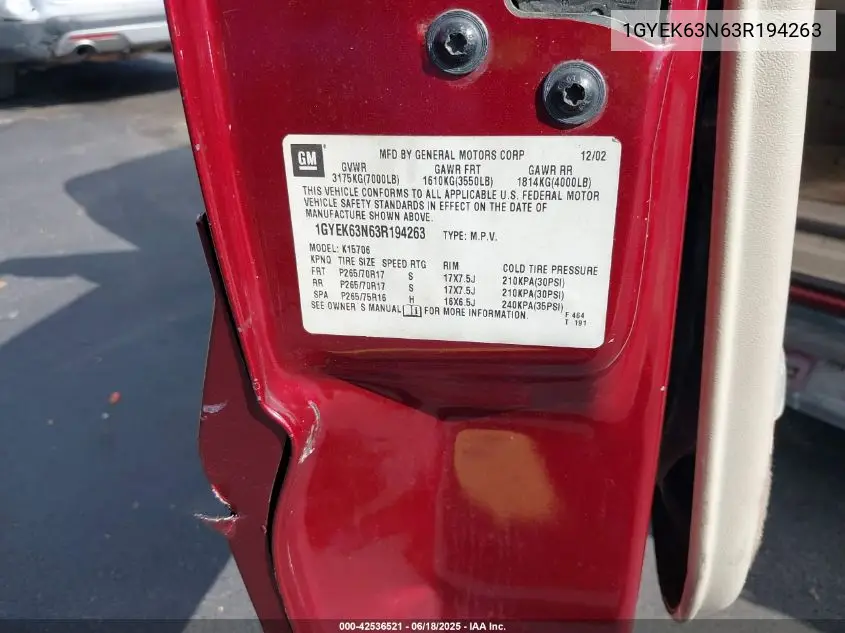 1GYEK63N63R194263
GM
MFD BY GENERAL MOTORS CORP 12/02
GVWR GAWR FRT GAWR RR
3175KG(7000LB) 1610KG(3550LB) 1814KG(4000LB)
THIS VEHICLE CONFORMS TO ALL APPLICABLE U.S. FEDERAL MOTOR
VEHICLE SAFETY STANDARDS IN EFFECT ON THE DATE OF
MANUFACTURE SHOWN ABOVE.
1GYEK63N63R194263 TYPE: M.P.V.
MODEL: K15706
KPNO TIRE SIZE SPEED RTG RIM COLD TIRE PRESSURE
FRT P265/70R17 S 17X7.5J 210KPA(30PSI)
RR P265/70R17 S 17X7.5J 210KPA(30PSI)
SPA P265/75R16 H 16X6.5J 240KPA(35PSI)
SEE OWNER'S MANUAL FOR MORE INFORMATION.
F 464
T 191
000-42536521 - 06/18/2025 - IAA Inc.